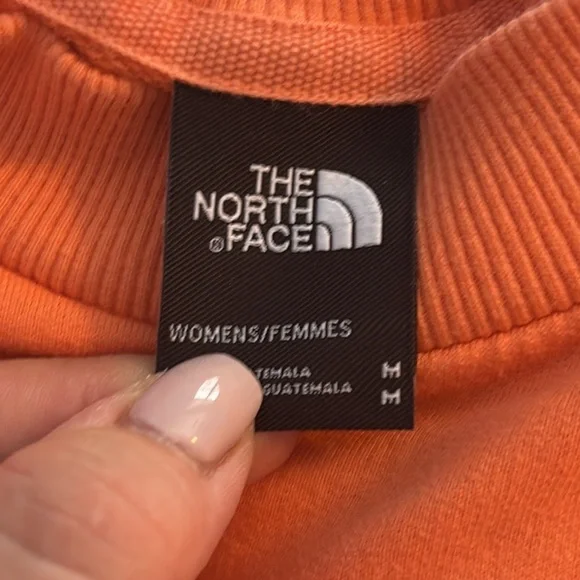 THE
NORTH
®FACE
WOMENS/FEMMES
M
GUATEMALA M